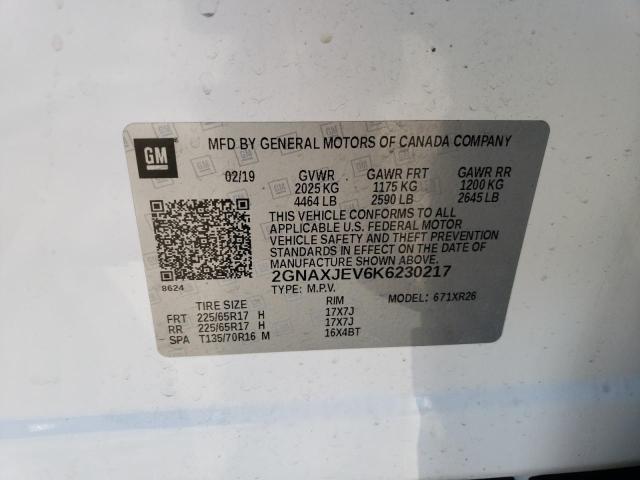 GM
MFD BY GENERAL MOTORS OF CANADA COMPANY
02/19 GVWR GAWR FRT GAWR RR
2025 KG 1175 KG 1200 KG
4464 LB 2590 LB 2645 LB
THIS VEHICLE CONFORMS TO ALL
APPLICABLE U.S. FEDERAL MOTOR
VEHICLE SAFETY AND THEFT PREVENTION
STANDARDS IN EFFECT ON THE DATE OF
MANUFACTURE SHOWN ABOVE.
2GNAXJEV6K6230217
8624 TYPE: M.P.V. MODEL: 671XR26
TIRE SIZE RIM
FRT 225/65R17 H 17X7J
RR 225/65R17 H 17X7J
SPA T135/70R16 M 16X4BT